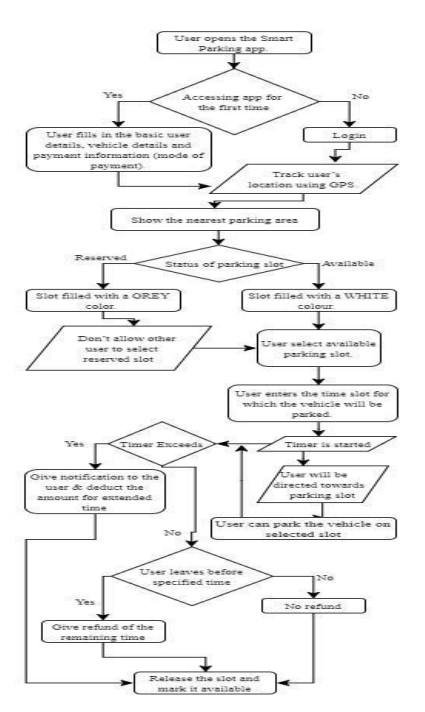 User opens the Smart
Parking app.
Yes
Accessing app for
the first time
No
User fills in the basic user
details, vehicle details and
payment information (mode of
payment).
Login
Track user's
location using GPS.
Show the nearest parking area
Reserved
Status of parking slot
Available
Slot filled with a GREY
color.
Slot filled with a WHITE
colour.
Don't allow other
user to select
reserved slot
User select available
parking slot.
User enters the time slot for
which the vehicle will be
parked.
Yes
Timer Exceeds
Timer is started
Give notification to the
user & deduct the
amount for extended
time
User will be
directed towards
parking slot
No
User can park the vehicle on
selected slot
User leaves before
specified time
No
Yes
No refund
Give refund of the
remaining time
Release the slot and
mark it available